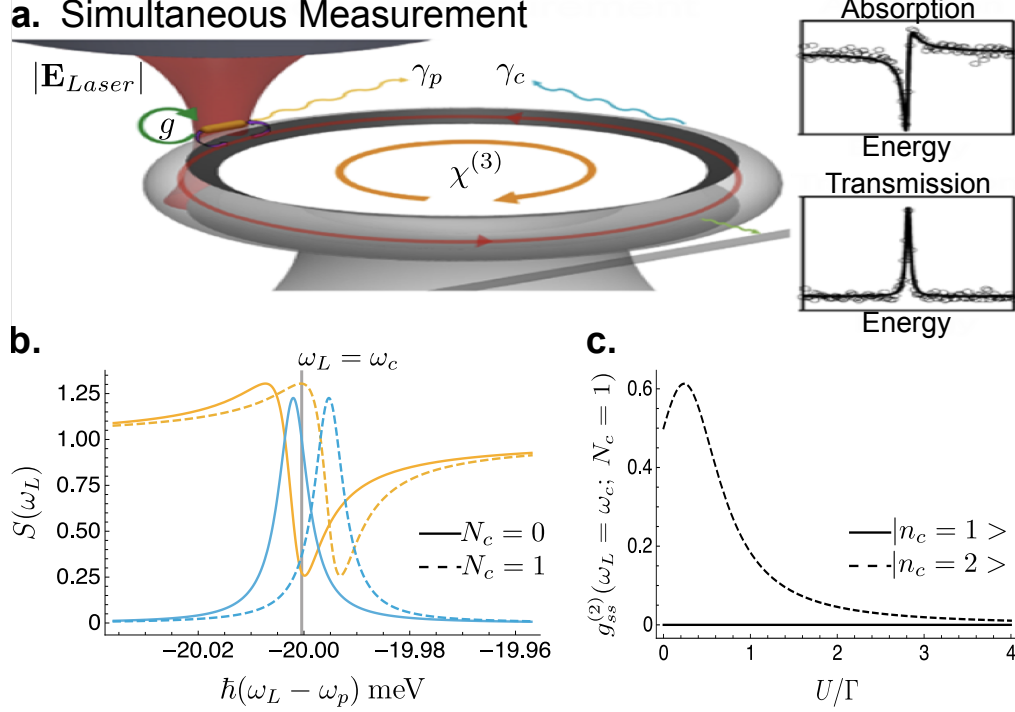 a. Simultaneous Measurement
|E_Laser|
g
γ_p
γ_c
χ^(3)
Absorption
Energy
Transmission
Energy
b.
ω_L = ω_c
S(ω_L)
1.25
1.00
0.75
0.50
0.25
0
N_c = 0
N_c = 1
−20.02 −20.00 −19.98 −19.96
ℏ(ω_L − ω_p) meV
c.
g_ss^(2)(ω_L = ω_c; N_c = 1)
0.6
0.4
0.2
0
|n_c = 1 >
|n_c = 2 >
0 1 2 3 4
U/Γ